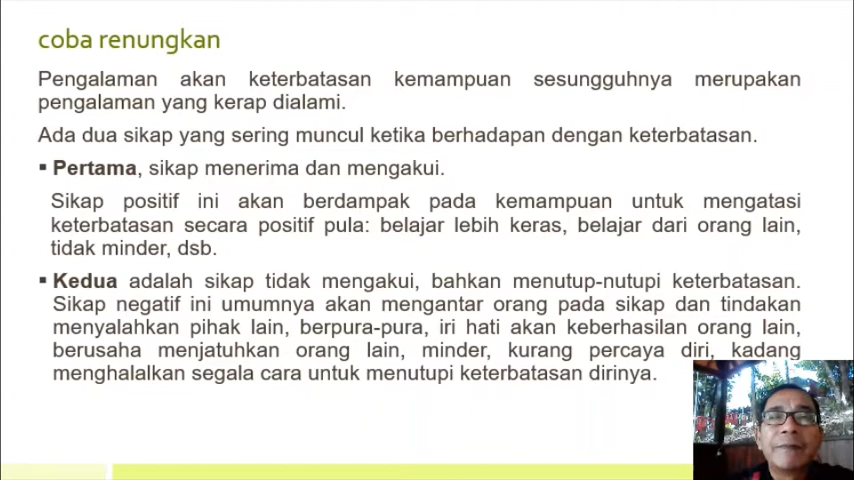 coba renungkan
Pengalaman akan keterbatasan kemampuan sesungguhnya merupakan
pengalaman yang kerap dialami.
Ada dua sikap yang sering muncul ketika berhadapan dengan keterbatasan.
▪ Pertama, sikap menerima dan mengakui.
Sikap positif ini akan berdampak pada kemampuan untuk mengatasi
keterbatasan secara positif pula: belajar lebih keras, belajar dari orang lain,
tidak minder, dsb.
▪ Kedua adalah sikap tidak mengakui, bahkan menutup-nutupi keterbatasan.
Sikap negatif ini umumnya akan mengantar orang pada sikap dan tindakan
menyalahkan pihak lain, berpura-pura, iri hati akan keberhasilan orang lain,
berusaha menjatuhkan orang lain, minder, kurang percaya diri, kadang
menghalalkan segala cara untuk menutupi keterbatasan dirinya.